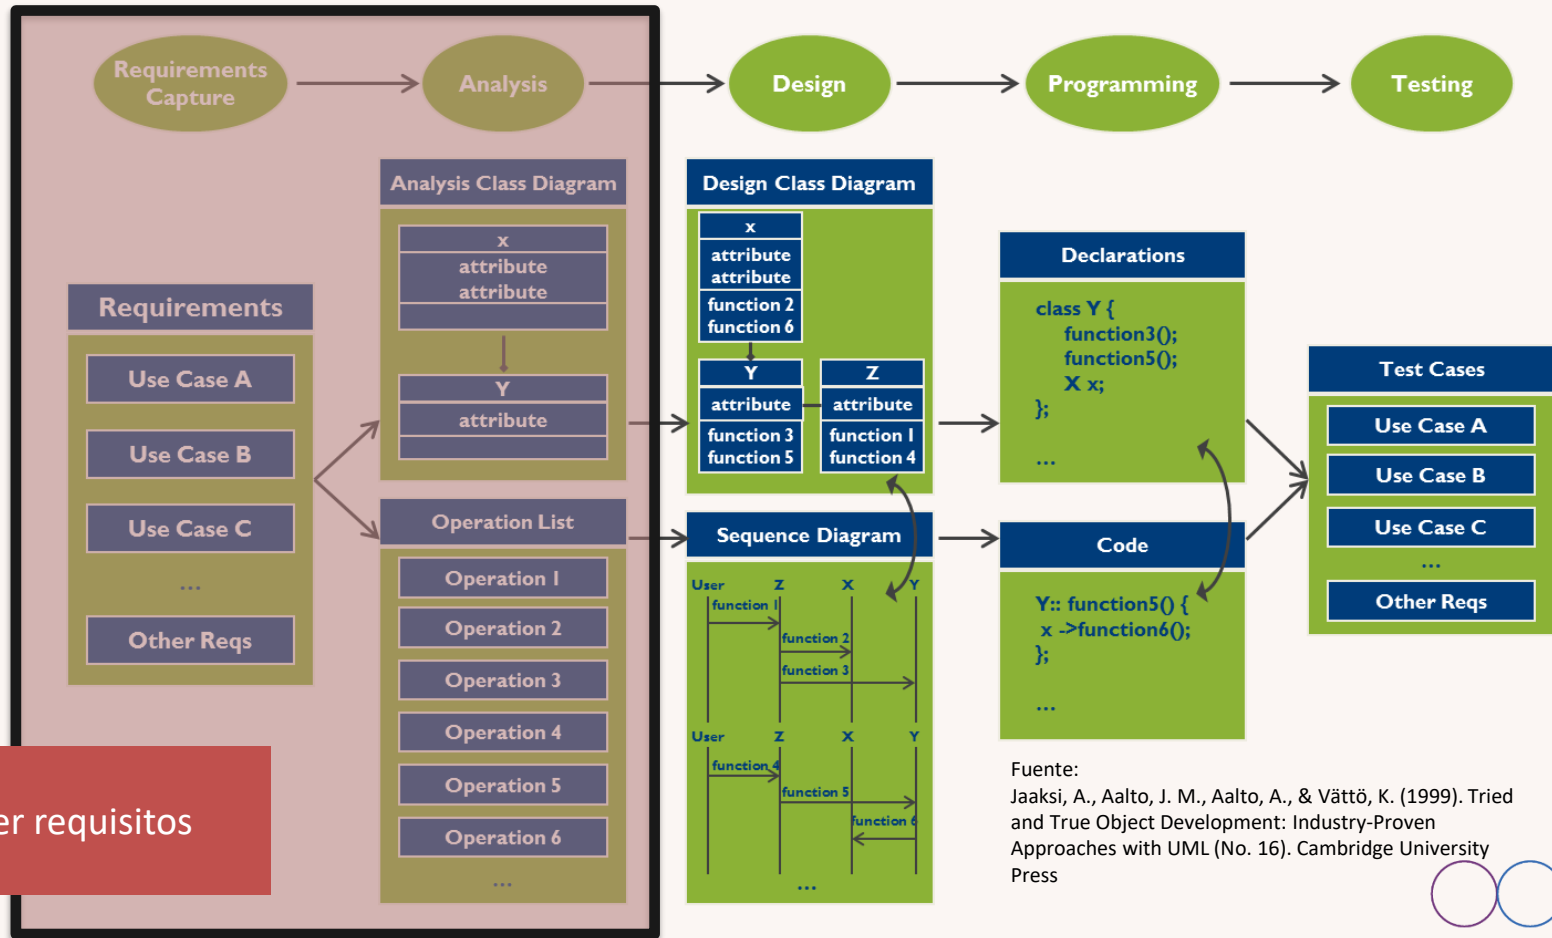 Requirements
Capture
Analysis
Design
Programming
Testing
Requirements
Use Case A
Use Case B
Use Case C
...
Other Reqs
Analysis Class Diagram
x
attribute
attribute
Y
attribute
Operation List
Operation 1
Operation 2
Operation 3
Operation 4
Operation 5
Operation 6
...
Design Class Diagram
x
attribute
attribute
function 2
function 6
Y
attribute
function 3
function 5
Z
attribute
function 1
function 4
Sequence Diagram
User Z X Y
function 1
function 2
function 3
User Z X Y
function 4
function 5
function 6
...
Declarations
class Y {
function3();
function5();
X x;
};
...
Code
Y:: function5() {
x ->function6();
};
...
Test Cases
Use Case A
Use Case B
Use Case C
...
Other Reqs
er requisitos
Fuente:
Jaaksi, A., Aalto, J. M., Aalto, A., & Vättö, K. (1999). Tried
and True Object Development: Industry-Proven
Approaches with UML (No. 16). Cambridge University
Press